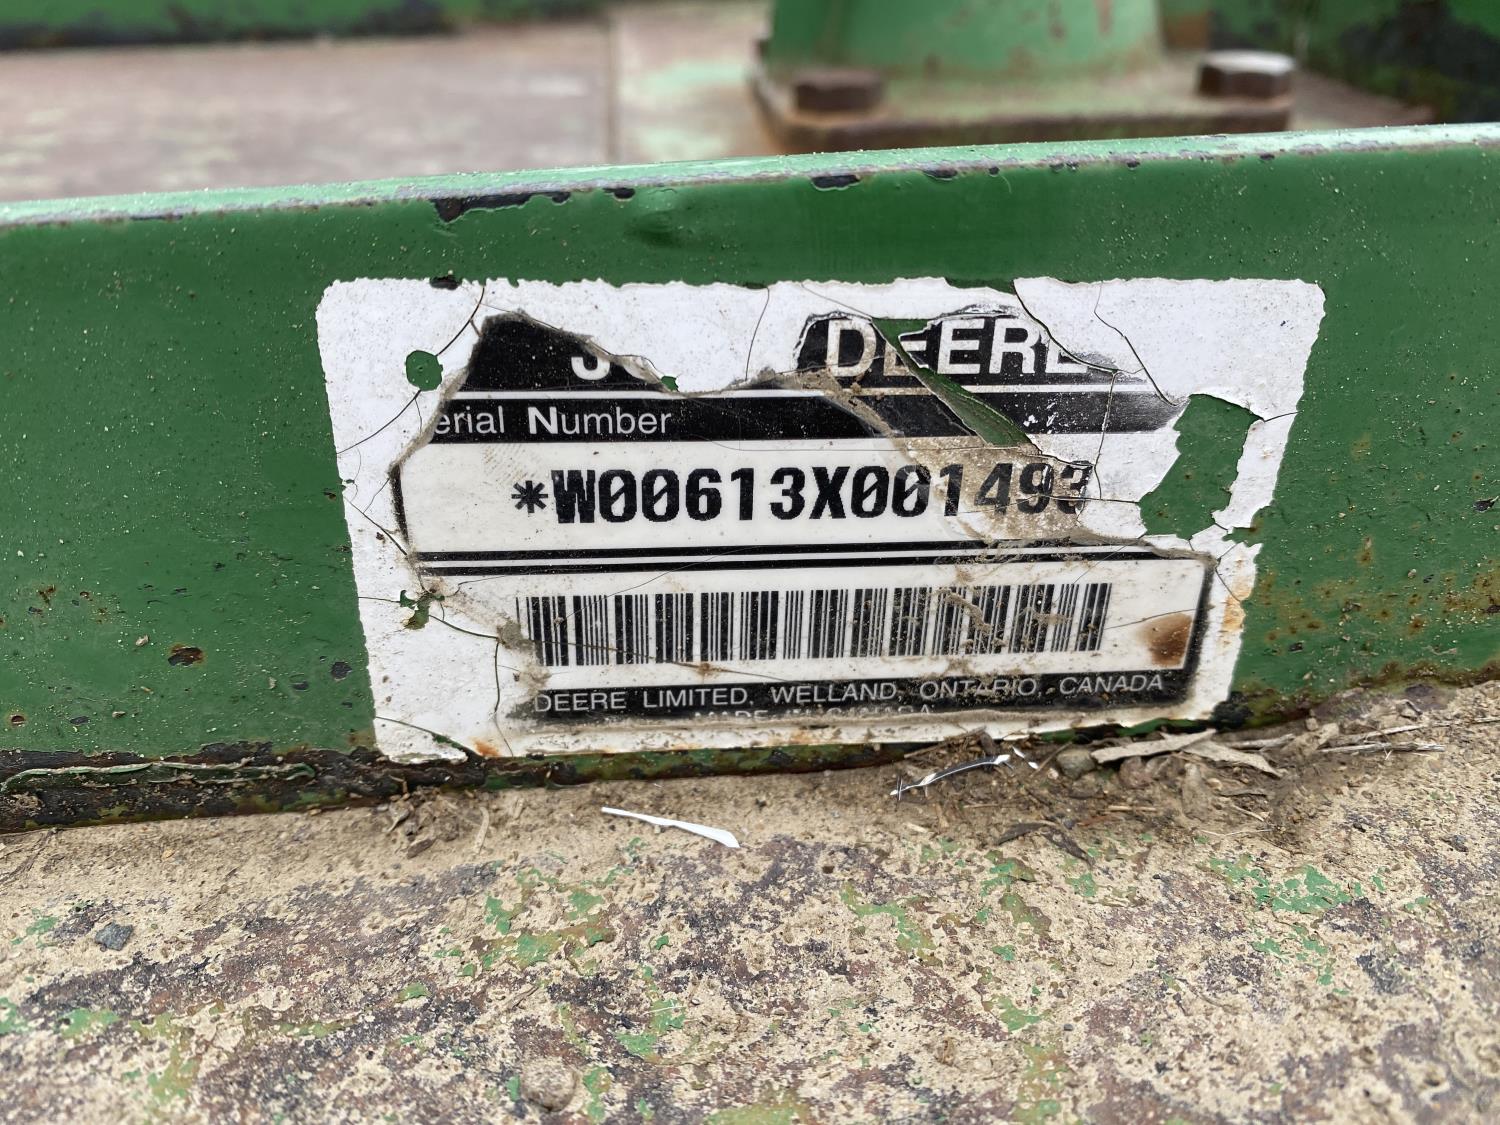 DEERE
erial Number
*W00613X001493
DEERE LIMITED, WELLAND, ONTARIO, CANADA